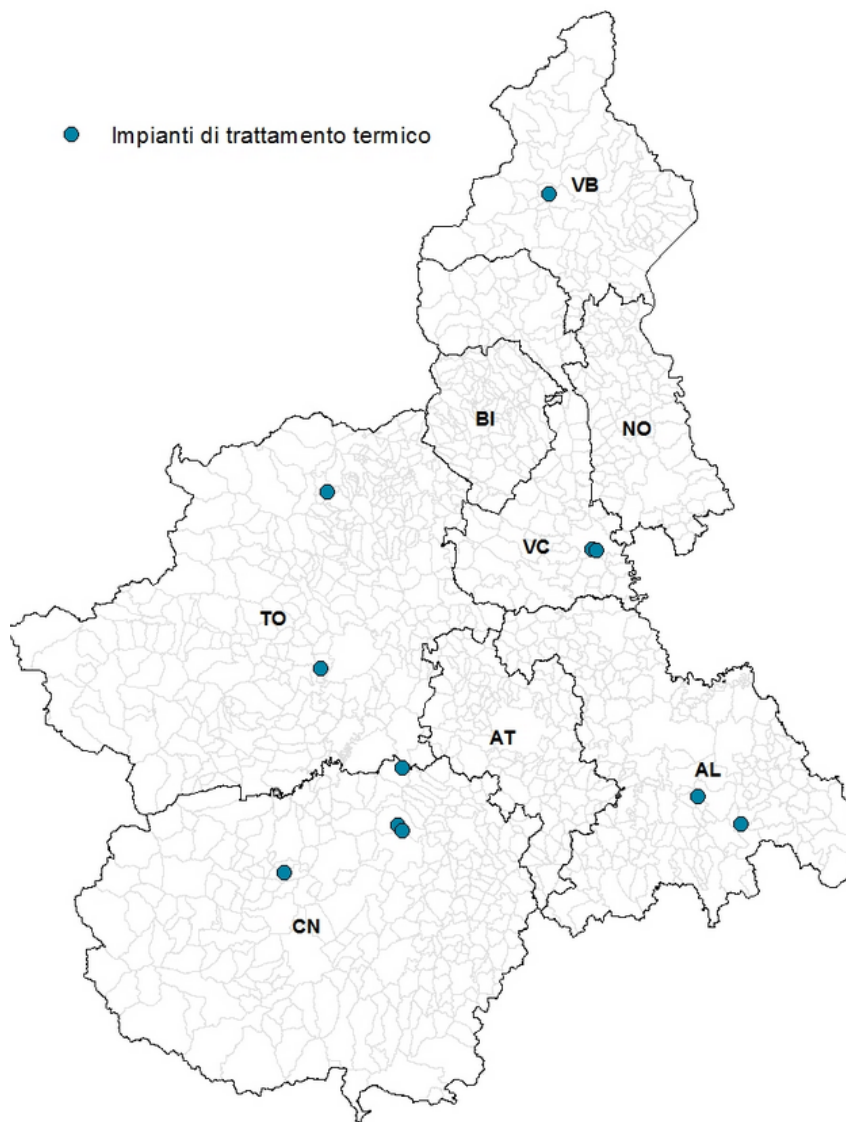 Impianti di trattamento termico
VB
BI
NO
VC
TO
AT
AL
CN